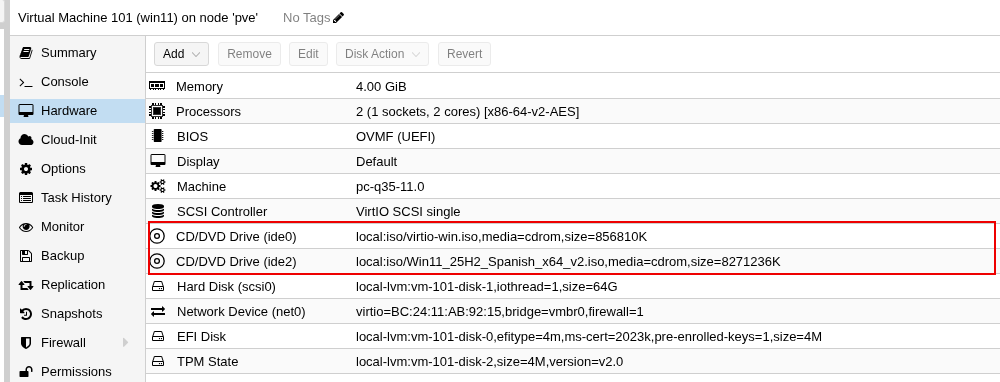 Virtual Machine 101 (win11) on node 'pve' No Tags
Add Remove Edit Disk Action Revert
Summary
Console
Hardware
Cloud-Init
Options
Task History
Monitor
Backup
Replication
Snapshots
Firewall
Permissions
Memory 4.00 GiB
Processors 2 (1 sockets, 2 cores) [x86-64-v2-AES]
BIOS OVMF (UEFI)
Display Default
Machine pc-q35-11.0
SCSI Controller VirtIO SCSI single
CD/DVD Drive (ide0) local:iso/virtio-win.iso,media=cdrom,size=856810K
CD/DVD Drive (ide2) local:iso/Win11_25H2_Spanish_x64_v2.iso,media=cdrom,size=8271236K
Hard Disk (scsi0) local-lvm:vm-101-disk-1,iothread=1,size=64G
Network Device (net0) virtio=BC:24:11:AB:92:15,bridge=vmbr0,firewall=1
EFI Disk local-lvm:vm-101-disk-0,efitype=4m,ms-cert=2023k,pre-enrolled-keys=1,size=4M
TPM State local-lvm:vm-101-disk-2,size=4M,version=v2.0